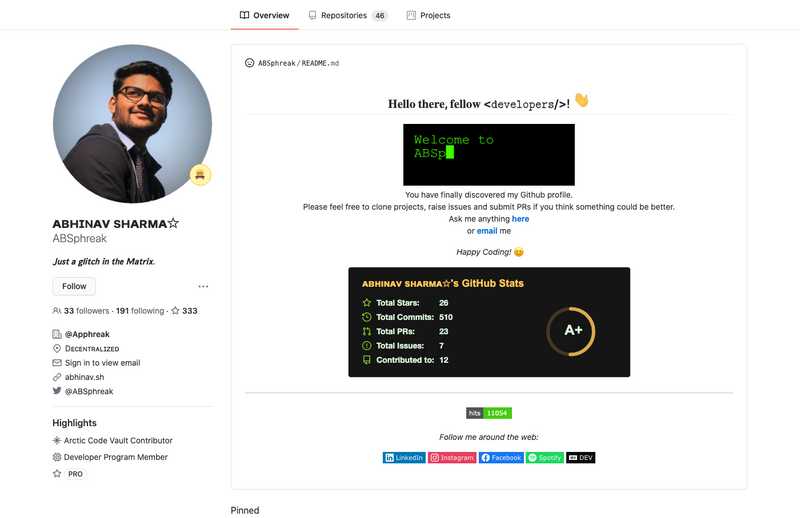 Overview
Repositories 46
Projects
ABSphreak/README.md
Hello there, fellow <developers/>! 👋
Welcome to
ABSp
You have finally discovered my Github profile.
Please feel free to clone projects, raise issues and submit PRs if you think something could be better.
Ask me anything here
or email me
Happy Coding! 😊
ABHINAV SHARMA☆'s GitHub Stats
Total Stars: 26
Total Commits: 510
Total PRs: 23
Total Issues: 7
Contributed to: 12
A+
hits 11054
Follow me around the web:
LinkedIn Instagram Facebook Spotify DEV
ABHINAV SHARMA☆
ABSphreak
Just a glitch in the Matrix.
Follow
33 followers · 191 following · 333
@Apphreak
Decentralized
Sign in to view email
abhinav.sh
@ABSphreak
Highlights
Arctic Code Vault Contributor
Developer Program Member
PRO
Pinned